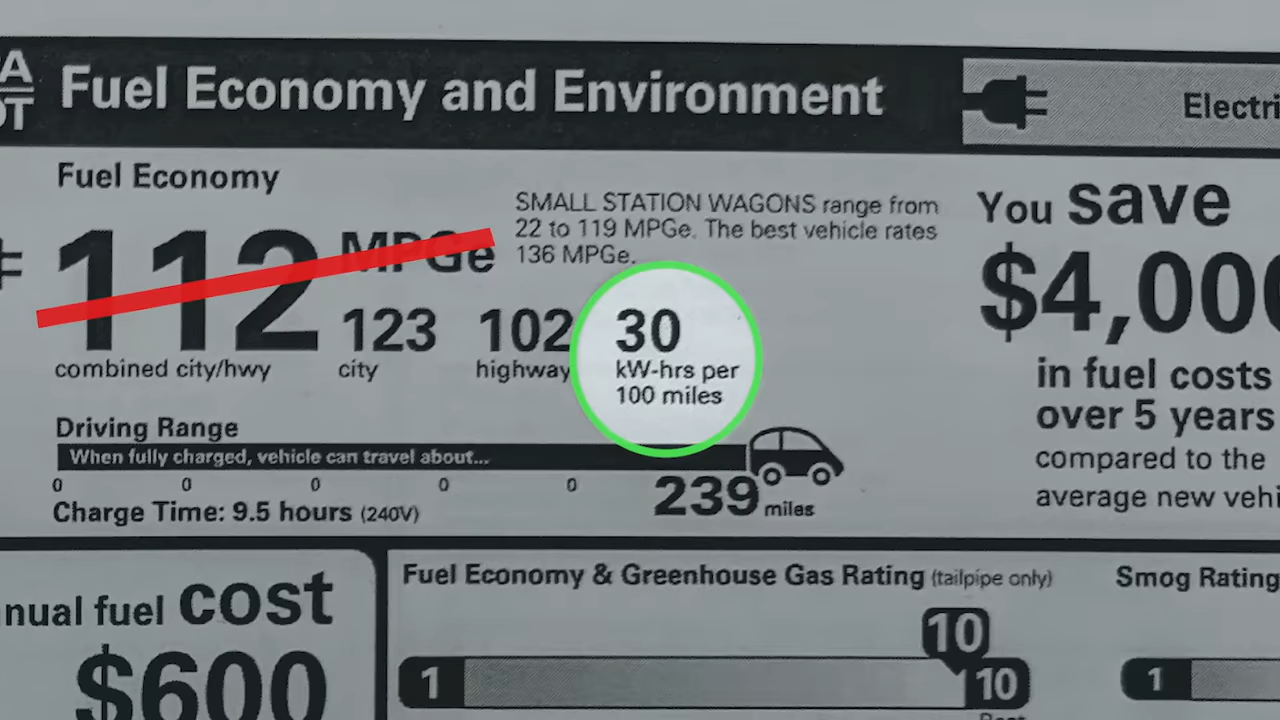 Fuel Economy and Environment
Electri
Fuel Economy
112 MPGe
combined city/hwy
123
city
102
highway
30
kW-hrs per
100 miles
SMALL STATION WAGONS range from
22 to 119 MPGe. The best vehicle rates
136 MPGe.
You save
$4,000
in fuel costs
over 5 years
compared to the
average new vehi
Driving Range
When fully charged, vehicle can travel about...
0 0 0 0 0
239 miles
Charge Time: 9.5 hours (240V)
nual fuel cost
$600
Fuel Economy & Greenhouse Gas Rating (tailpipe only)
10
1 10
Smog Rating
1